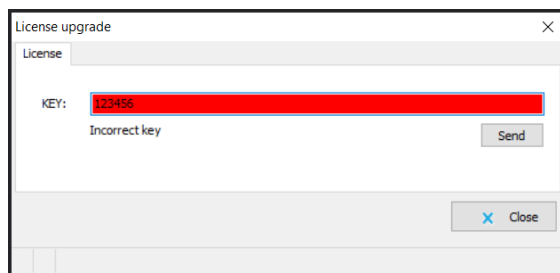 License upgrade
License
KEY: 123456
Incorrect key
Send
Close